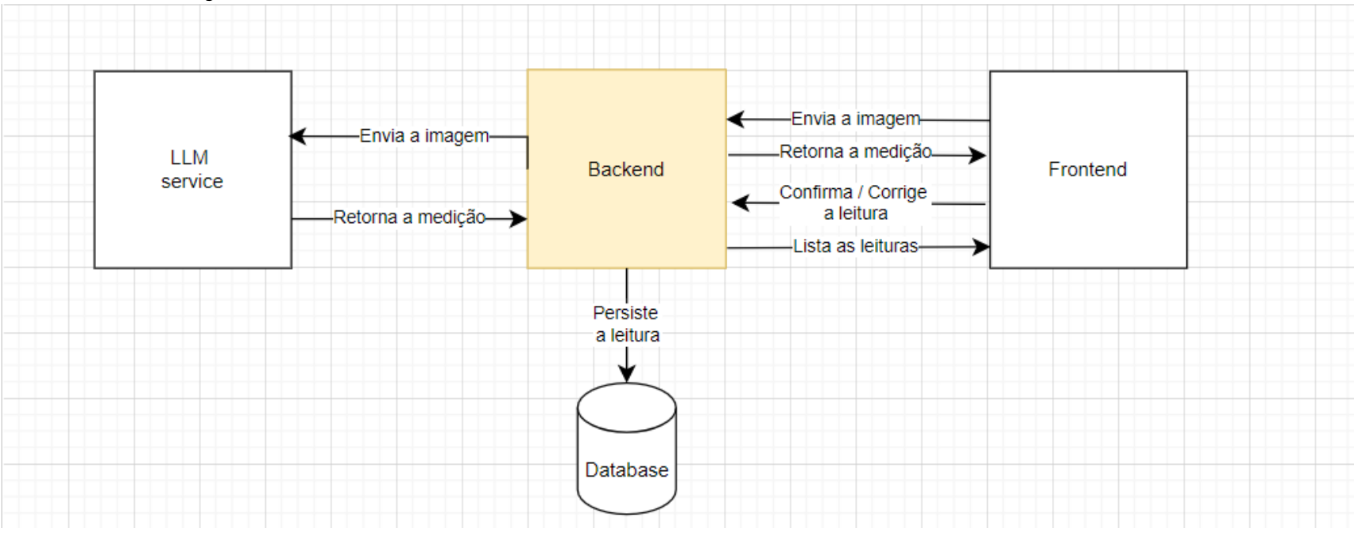 LLM
service
Envia a imagem
Retorna a medição
Backend
Envia a imagem
Retorna a medição
Confirma / Corrige
a leitura
Lista as leituras
Frontend
Persiste
a leitura
Database